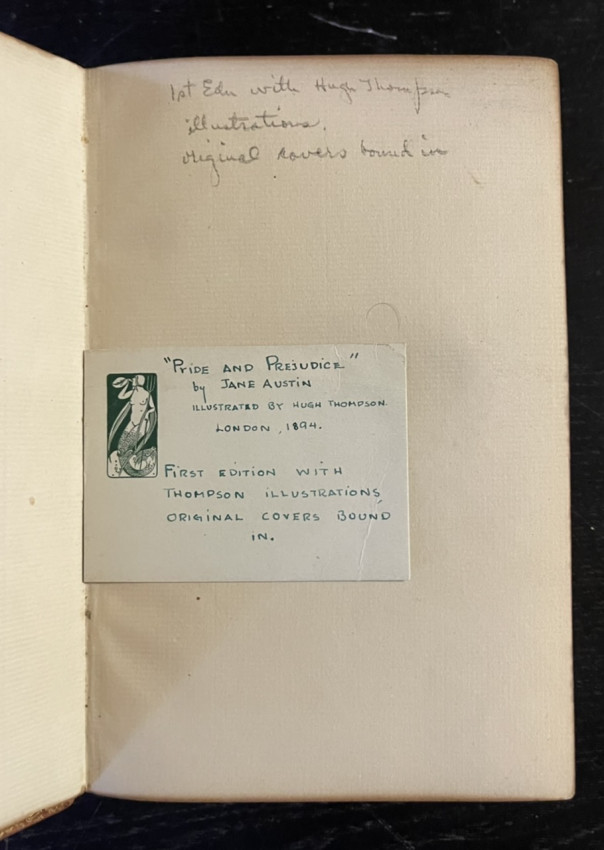 1st Edn with Hugh Thompson
illustrations.
original covers bound in
"PRIDE AND PREJUDICE"
by JANE AUSTIN
ILLUSTRATED BY HUGH THOMPSON.
LONDON, 1894.
FIRST EDITION WITH
THOMPSON ILLUSTRATIONS,
ORIGINAL COVERS BOUND
IN.